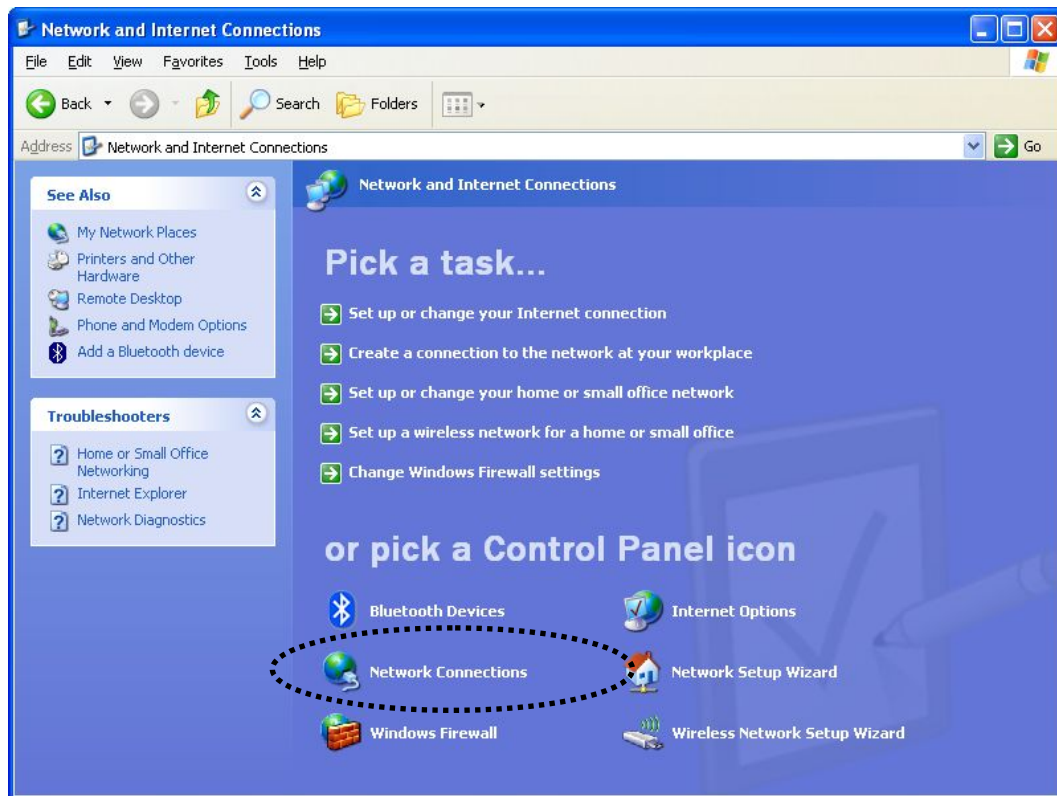 Network and Internet Connections
File Edit View Favorites Tools Help
Back Search Folders
Address Network and Internet Connections Go
See Also
My Network Places
Printers and Other
Hardware
Remote Desktop
Phone and Modem Options
Add a Bluetooth device
Troubleshooters
Home or Small Office
Networking
Internet Explorer
Network Diagnostics
Network and Internet Connections
Pick a task...
Set up or change your Internet connection
Create a connection to the network at your workplace
Set up or change your home or small office network
Set up a wireless network for a home or small office
Change Windows Firewall settings
or pick a Control Panel icon
Bluetooth Devices Internet Options
Network Connections Network Setup Wizard
Windows Firewall Wireless Network Setup Wizard